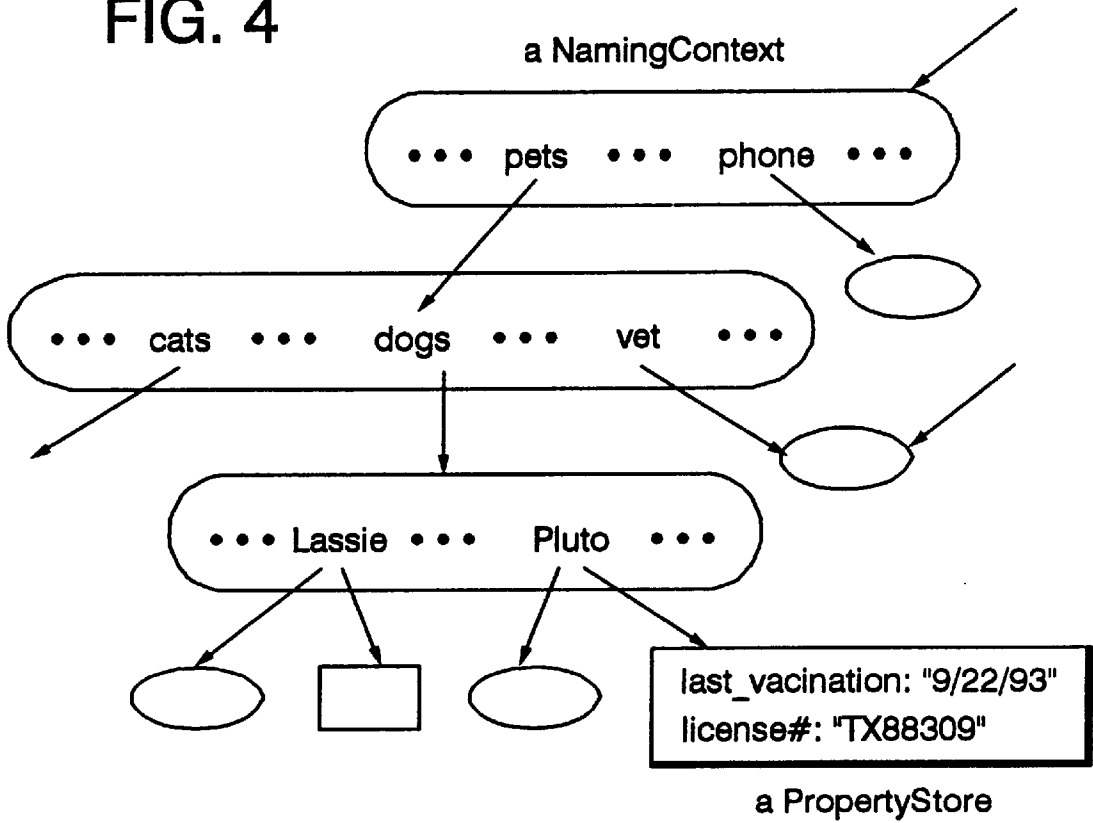 FIG. 4
a NamingContext
••• pets ••• phone •••
••• cats ••• dogs ••• vet •••
••• Lassie ••• Pluto •••
last_vacination: "9/22/93"
license#: "TX88309"
a PropertyStore